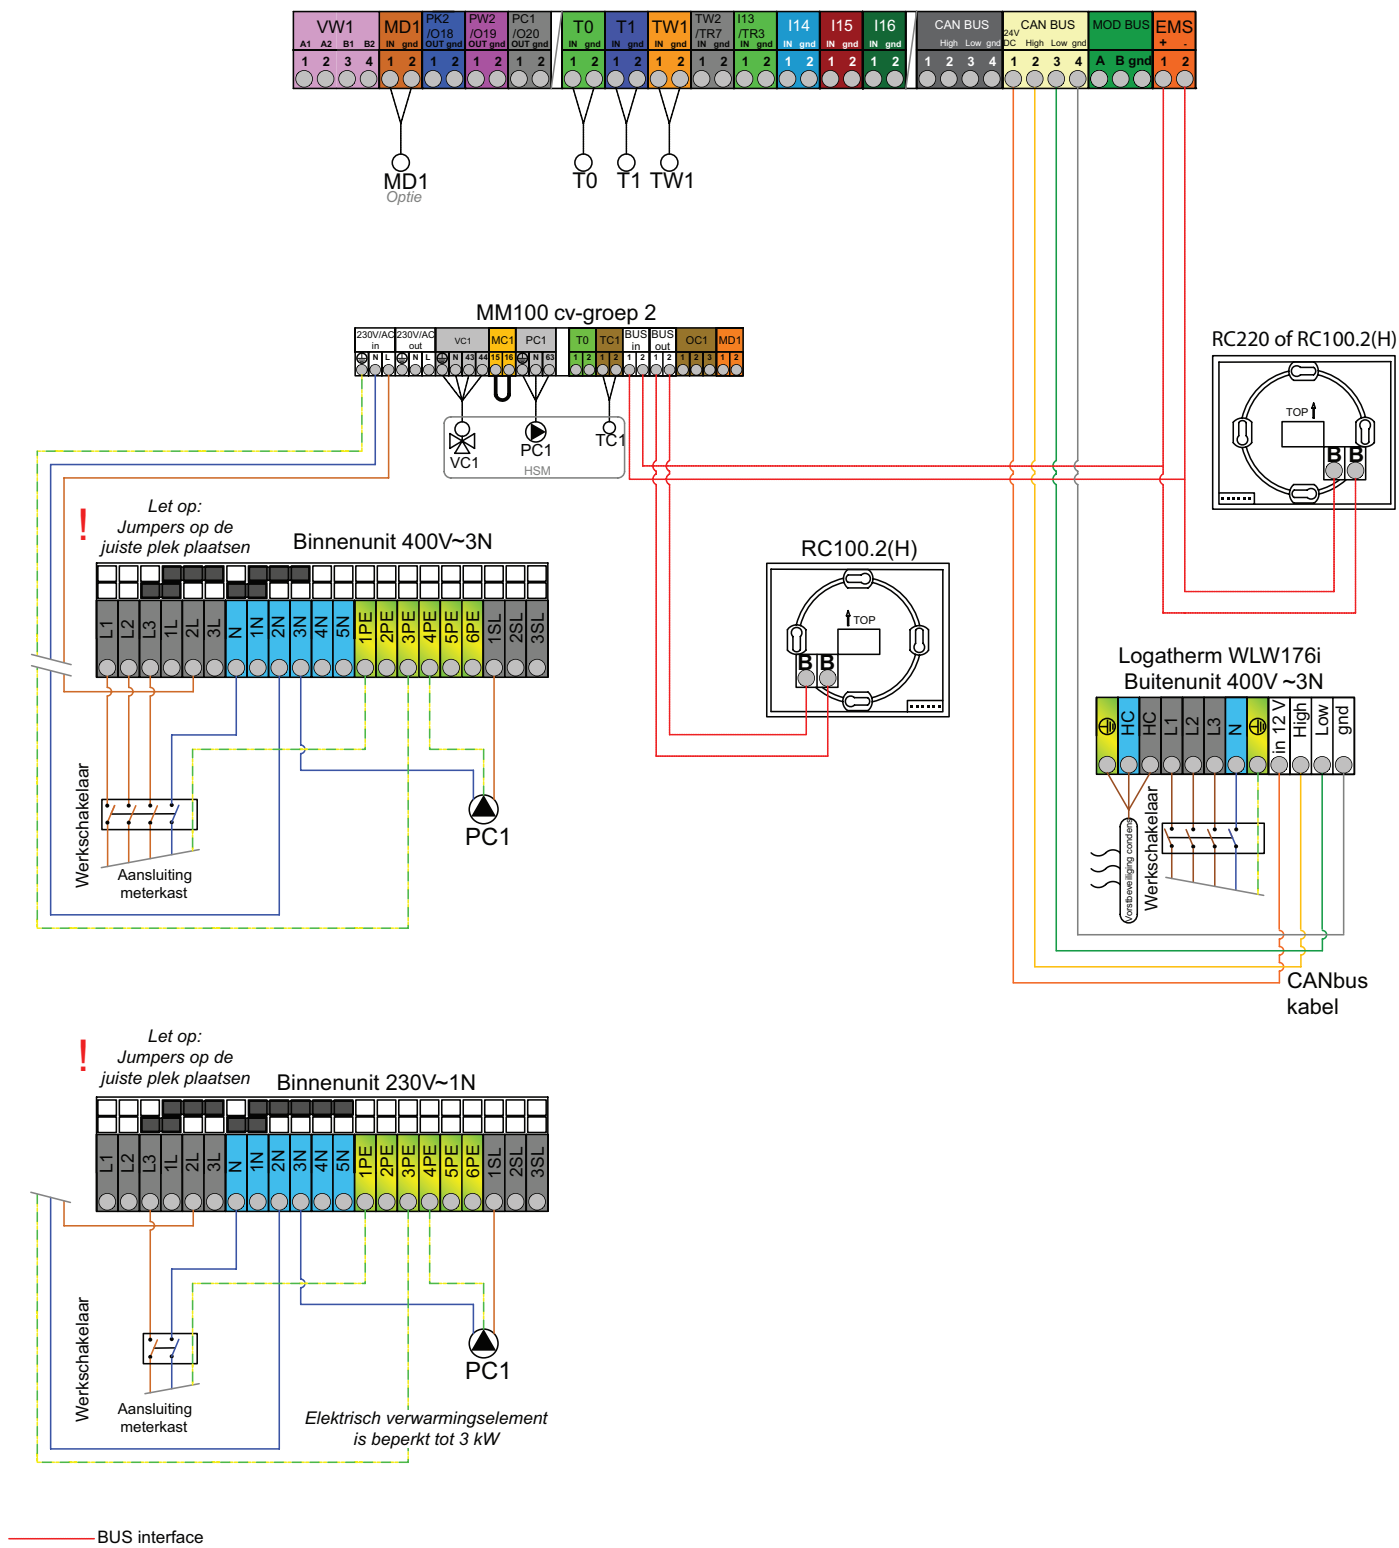 VW1 MD1 PK2 /O18 PW2 /O19 PC1 /O20 T0 T1 TW1 TW2 /TR7 I13 /TR3 I14 I15 I16 CAN BUS CAN BUS MOD BUS EMS
A1 A2 B1 B2 IN gnd OUT gnd OUT gnd OUT gnd IN gnd IN gnd IN gnd IN gnd IN gnd IN gnd IN gnd IN gnd High Low gnd 24V DC High Low gnd + -
1 2 3 4 1 2 1 2 1 2 1 2 1 2 1 2 1 2 1 2 1 2 1 2 1 2 1 2 1 2 3 4 1 2 3 4 A B gnd 1 2
MD1
Optie
T0 T1 TW1
MM100 cv-groep 2
230V/AC in 230V/AC out VC1 MC1 PC1 T0 TC1 BUS in BUS out OC1 MD1
N L N L N 43 44 15 16 N 63 1 2 1 2 1 2 1 2 1 2 3 1 2
VC1 PC1 TC1
HSM
RC220 of RC100.2(H)
TOP
B B
! Let op:
Jumpers op de
juiste plek plaatsen
Binnenunit 400V~3N
L1 L2 L3 1L 2L 3L N 1N 2N 3N 4N 5N 1PE 2PE 3PE 4PE 5PE 6PE 1SL 2SL 3SL
Werkschakelaar
Aansluiting
meterkast
PC1
RC100.2(H)
TOP
B B
Logatherm WLW176i
Buitenunit 400V ~3N
HC HC L1 L2 L3 N in 12 V High Low gnd
Vorstbeveiliging condens
Werkschakelaar
CANbus
kabel
! Let op:
Jumpers op de
juiste plek plaatsen
Binnenunit 230V~1N
L1 L2 L3 1L 2L 3L N 1N 2N 3N 4N 5N 1PE 2PE 3PE 4PE 5PE 6PE 1SL 2SL 3SL
Werkschakelaar
Aansluiting
meterkast
PC1
Elektrisch verwarmingselement
is beperkt tot 3 kW
BUS interface